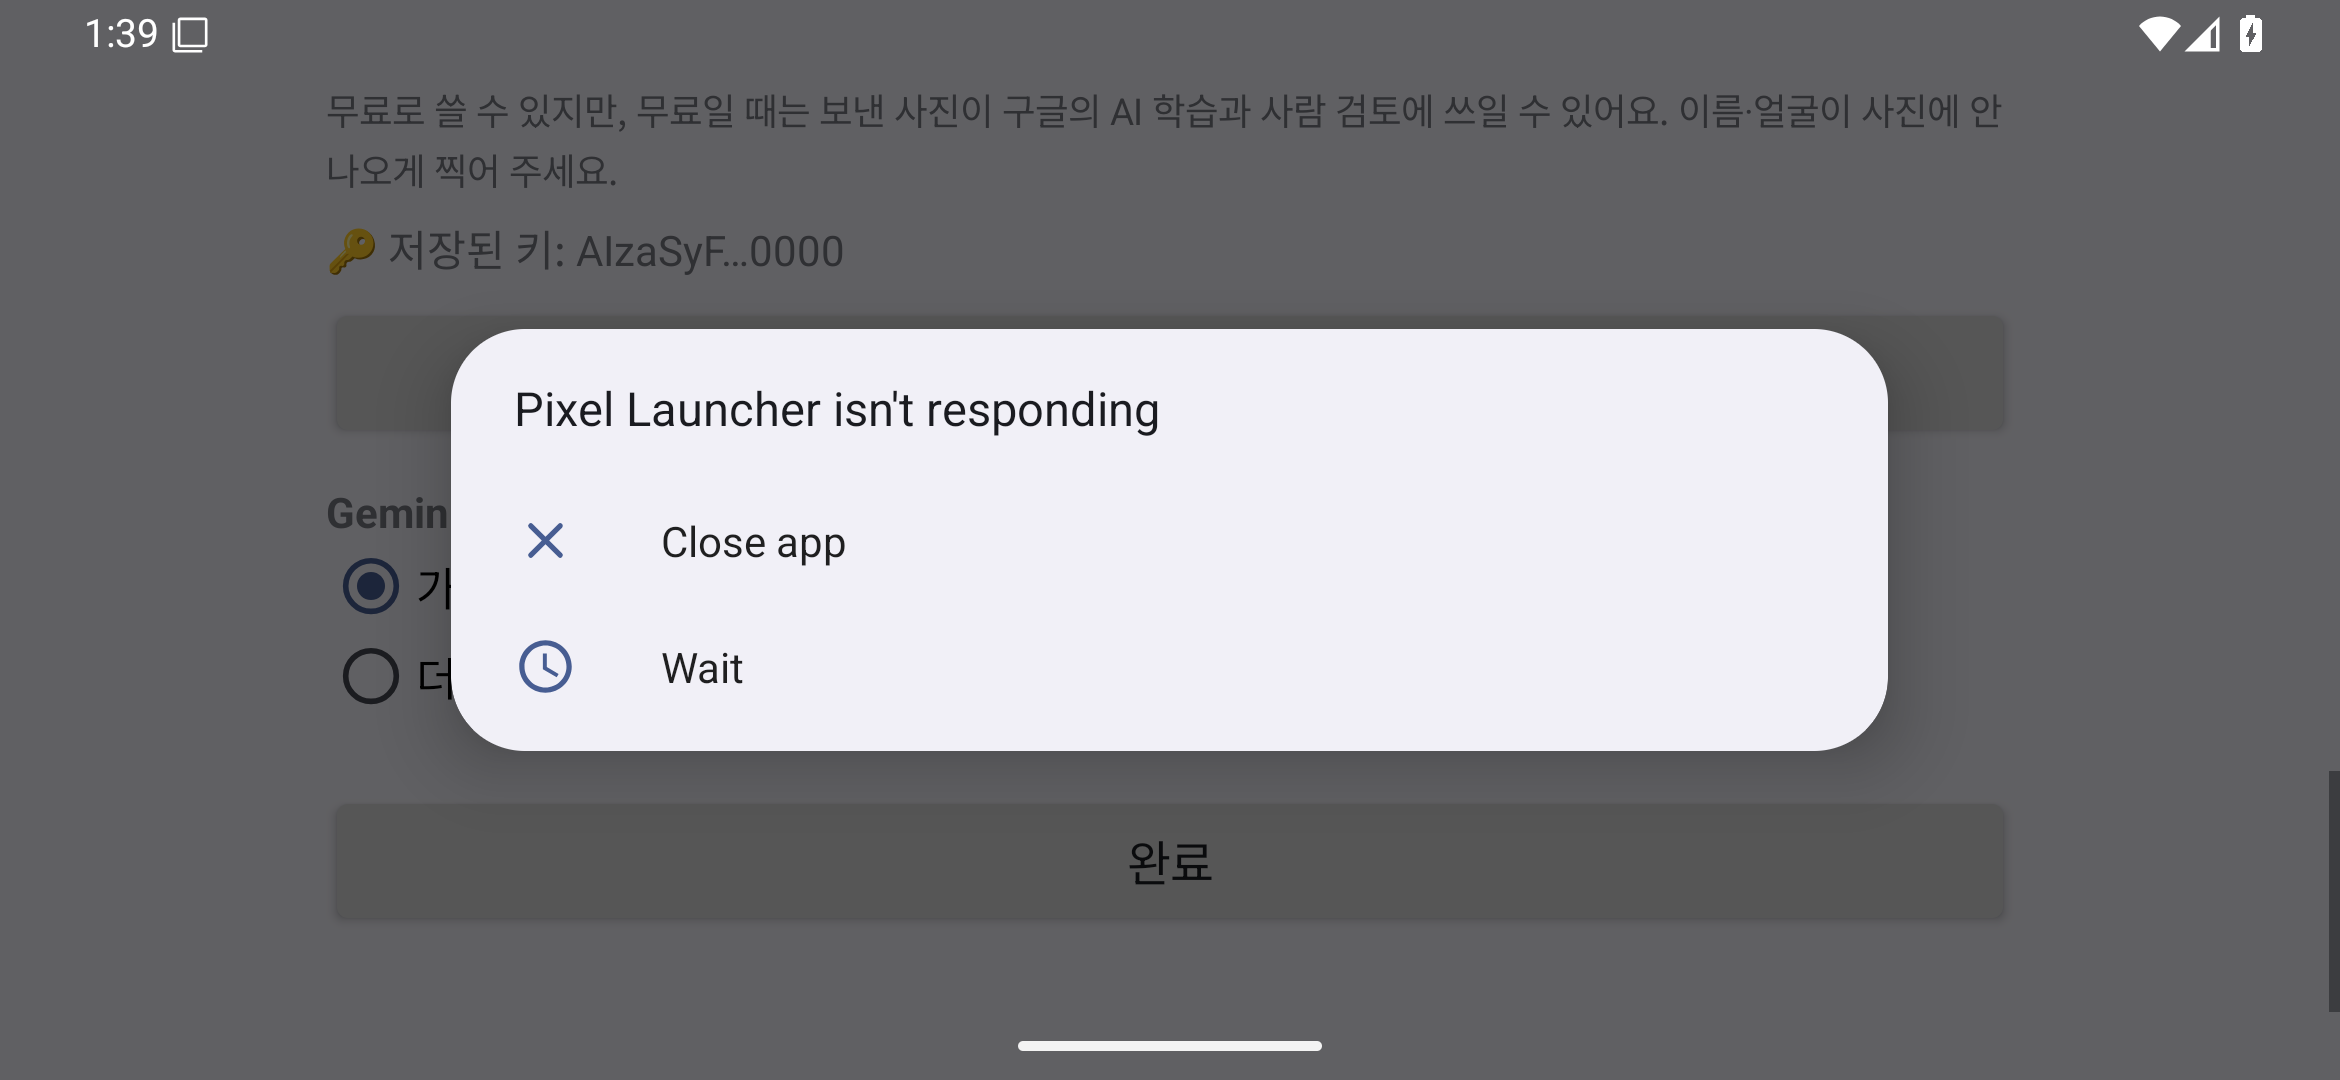 1:39
무료로 쓸 수 있지만, 무료일 때는 보낸 사진이 구글의 AI 학습과 사람 검토에 쓰일 수 있어요. 이름·얼굴이 사진에 안
나오게 찍어 주세요.
🔑 저장된 키: AIzaSyF…0000
Pixel Launcher isn't responding
Close app
Gemin
가
Wait
더
완료